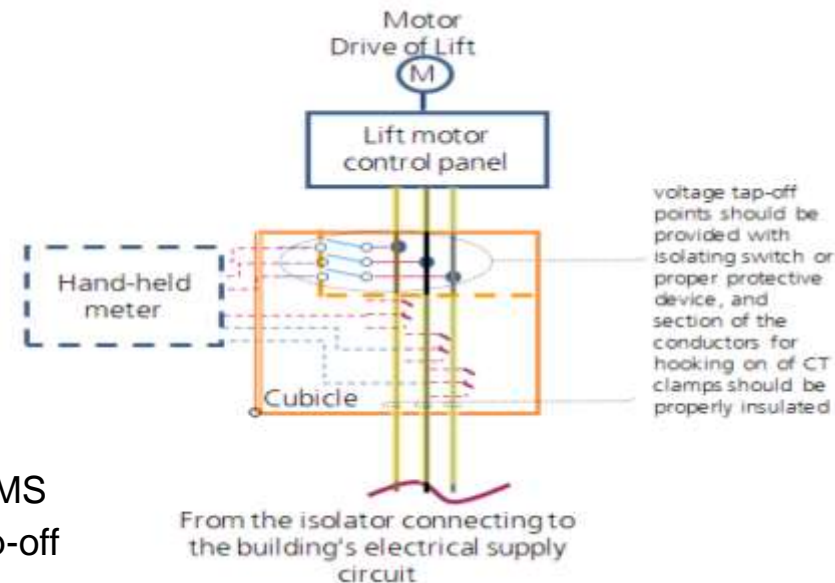 Motor
Drive of Lift
M
Lift motor
control panel
voltage tap-off
points should be
provided with
isolating switch or
proper protective
device, and
section of the
conductors for
hooking on of CT
clamps should be
properly insulated
Hand-held
meter
Cubicle
From the isolator connecting to
the building's electrical supply
circuit